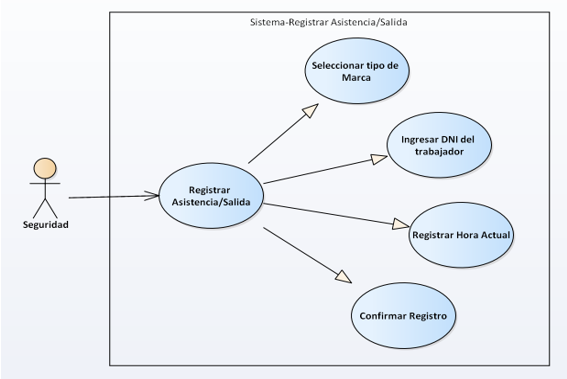 Sistema-Registrar Asistencia/Salida
Seleccionar tipo de
Marca
Ingresar DNI del
trabajador
Registrar
Asistencia/Salida
Seguridad
Registrar Hora Actual
Confirmar Registro